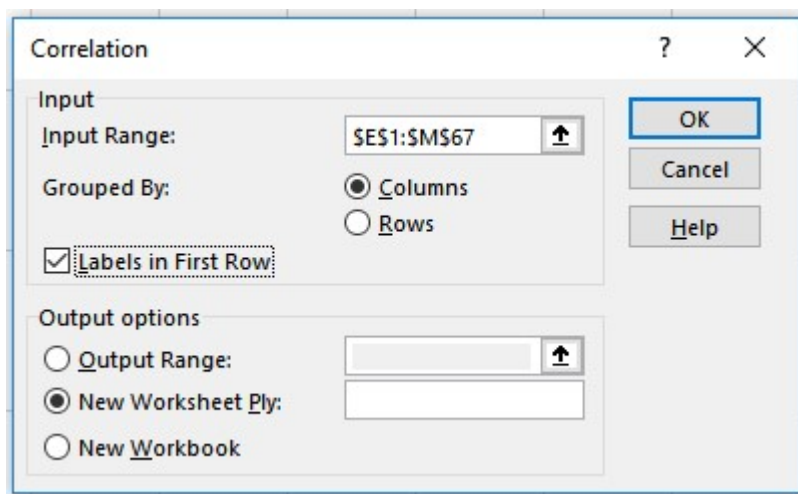 Correlation
?
Input
Input Range:
$E$1:$M$67
OK
Grouped By:
Columns
Cancel
Rows
Help
Labels in First Row
Output options
Output Range:
New Worksheet Ply:
New Workbook